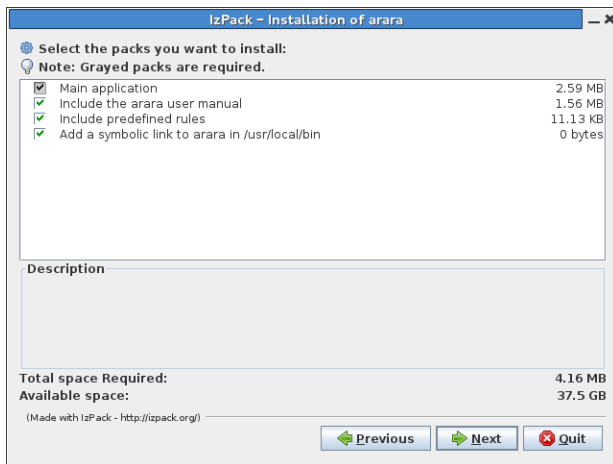 IzPack - Installation of arara
Select the packs you want to install:
Note: Grayed packs are required.
Main application 2.59 MB
Include the arara user manual 1.56 MB
Include predefined rules 11.13 KB
Add a symbolic link to arara in /usr/local/bin 0 bytes
Description
Total space Required: 4.16 MB
Available space: 37.5 GB
(Made with IzPack - http://izpack.org/)
Previous Next Quit